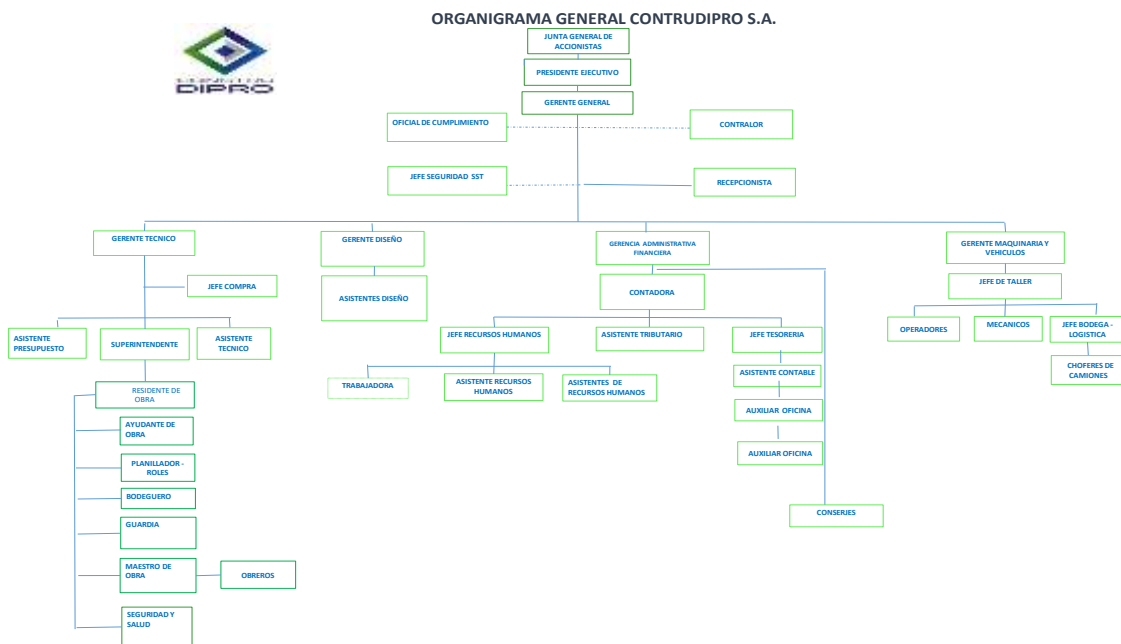 ORGANIGRAMA GENERAL CONTRUDIPRO S.A.
JUNTA GENERAL DE
ACCIONISTAS
DIPRO
PRESIDENTE EJECUTIVO
GERENTE GENERAL
OFICIAL DE CUMPLIMIENTO
CONTRALOR
JEFE SEGURIDAD SST
RECEPCIONISTA
GERENTE TECNICO
GERENTE DISEÑO
GERENCIA ADMINISTRATIVA
FINANCIERA
GERENTE MAQUINARIA Y
VEHICULOS
JEFE COMPRA
ASISTENTES DISEÑO
CONTADORA
JEFE DE TALLER
ASISTENTE
PRESUPUESTO
SUPERINTENDENTE
ASISTENTE
TECNICO
JEFE RECURSOS HUMANOS
ASISTENTE TRIBUTARIO
JEFE TESORERIA
OPERADORES
MECANICOS
JEFE BODEGA -
LOGISTICA
TRABAJADORA
ASISTENTE RECURSOS
HUMANOS
ASISTENTES DE
RECURSOS HUMANOS
ASISTENTE CONTABLE
CHOFERES DE
CAMIONES
RESIDENTE DE
OBRA
AUXILIAR OFICINA
AYUDANTE DE
OBRA
AUXILIAR OFICINA
PLANILLADOR -
ROLES
BODEGUERO
CONSERJES
GUARDIA
MAESTRO DE
OBRA
OBREROS
SEGURIDAD Y
SALUD